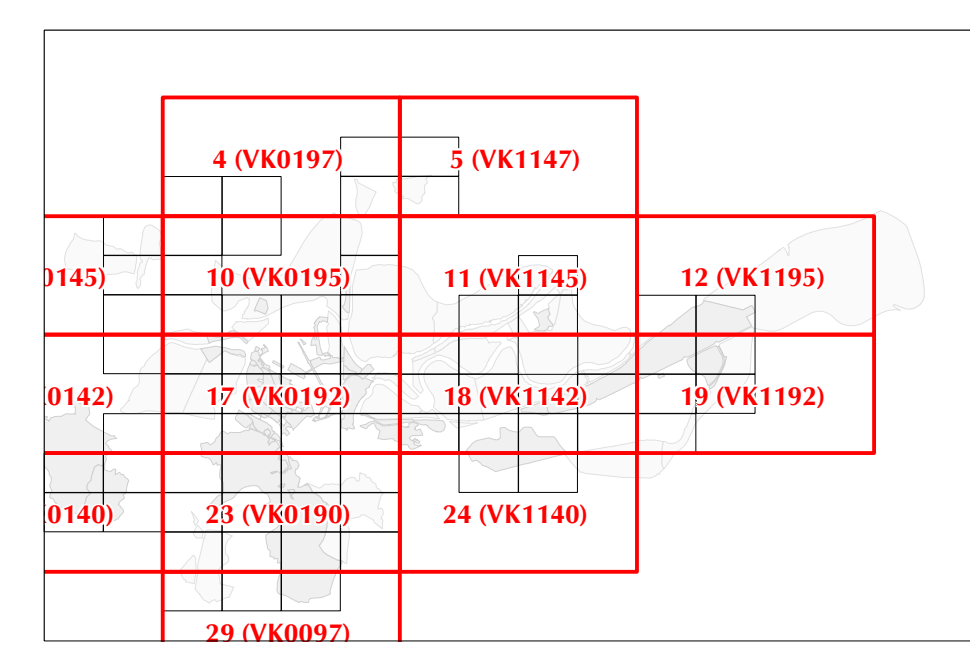 4 (VK0197)
5 (VK1147)
0145)
10 (VK0195)
11 (VK1145)
12 (VK1195)
0142)
17 (VK0192)
18 (VK1142)
19 (VK1192)
0140)
23 (VK0190)
24 (VK1140)
29 (VK0097)